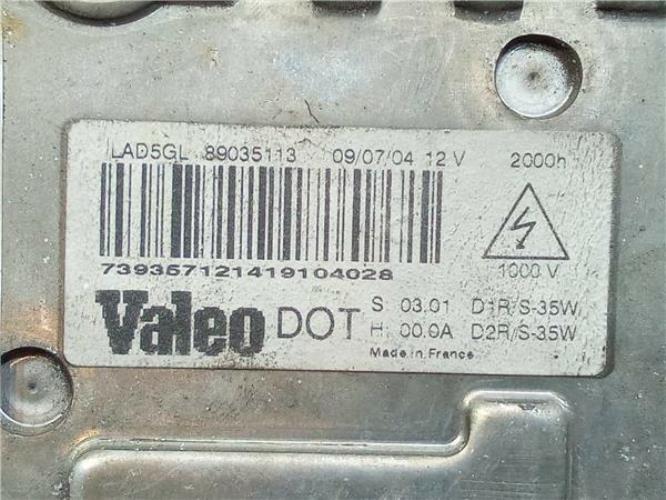 LAD5GL 89035113 09/07/04 12 V 2000h
739357121419104028
1000 V
Valeo DOT
S 03.01 D1R/S-35W
H 00.0A D2R/S-35W
Made in France